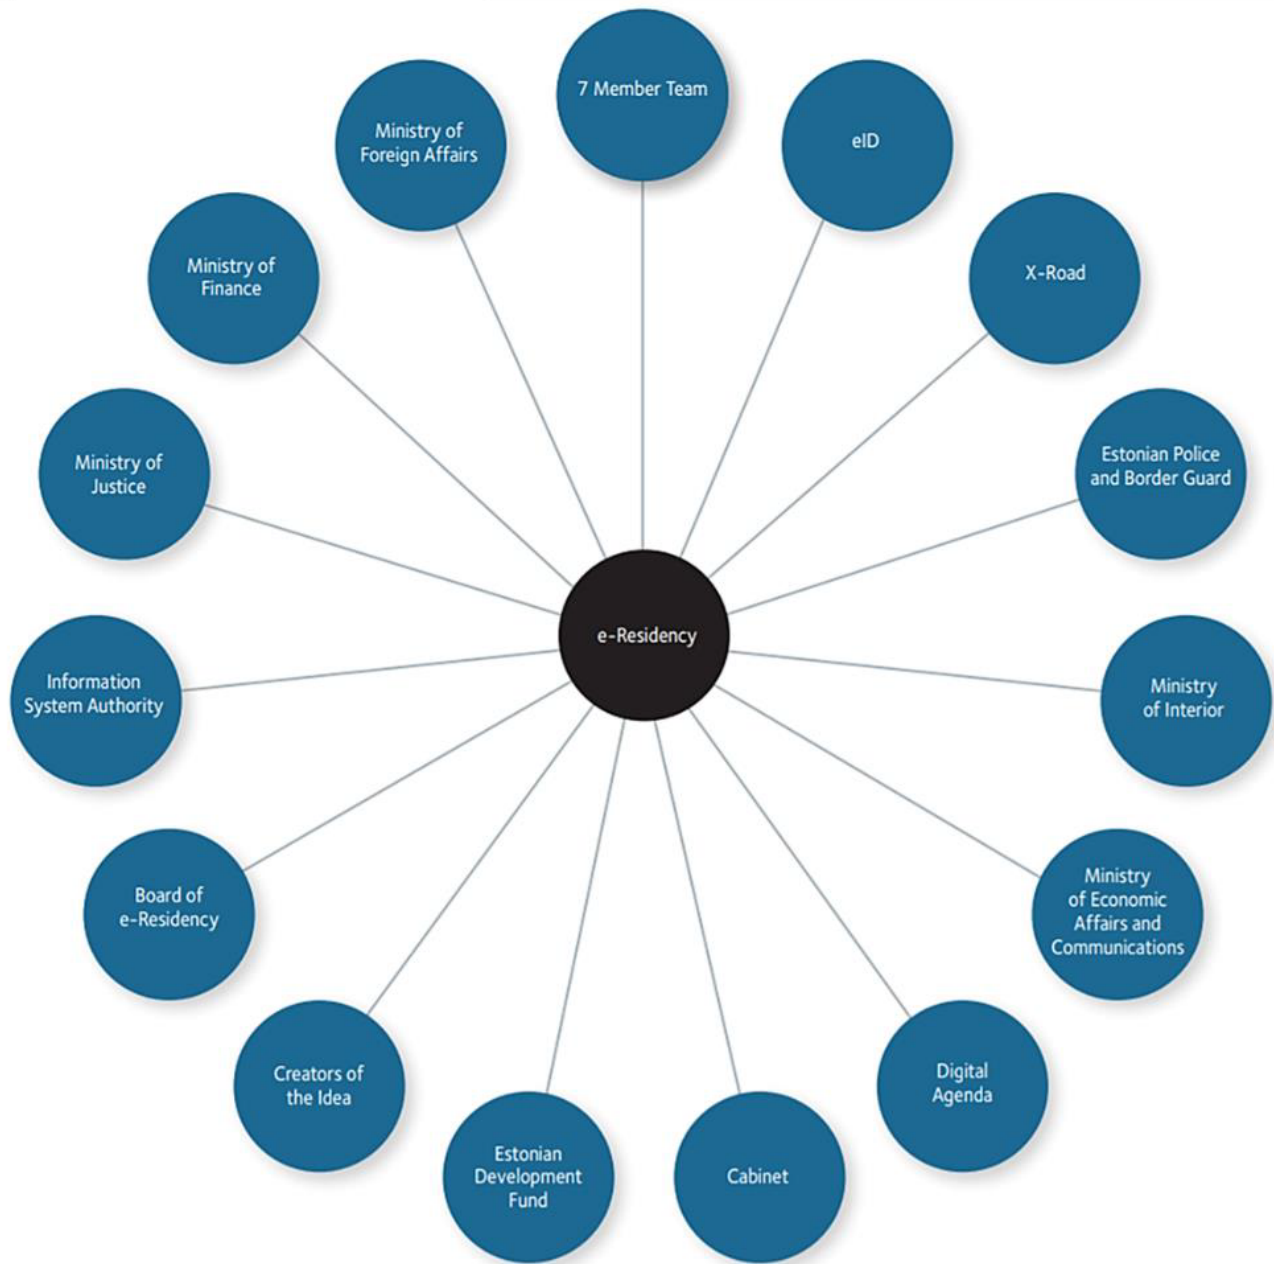 7 Member Team
eID
X-Road
Estonian Police
and Border Guard
Ministry
of Interior
Ministry
of Economic
Affairs and
Communications
Digital
Agenda
Cabinet
Estonian
Development
Fund
Creators of
the Idea
Board of
e-Residency
Information
System Authority
Ministry of
Justice
Ministry of
Finance
Ministry of
Foreign Affairs
e-Residency